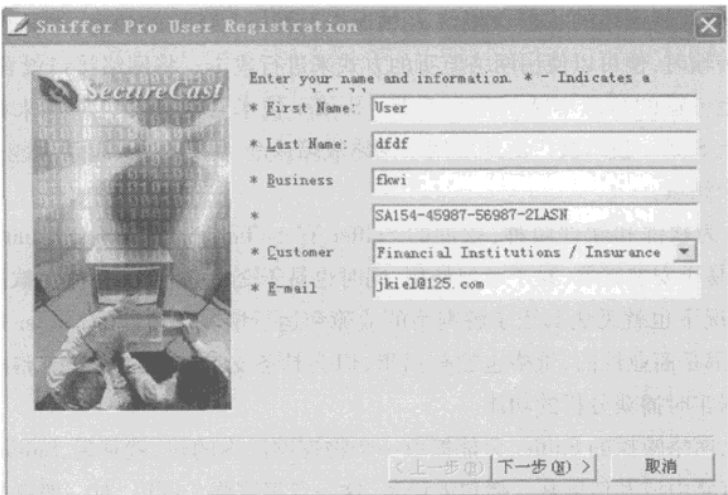 Sniffer Pro User Registration
SecureCast
Enter your name and information. * - Indicates a
* First Name: User
* Last Name: dfdf
* Business fkwi
* SA154-45987-56987-2LASN
* Customer Financial Institutions / Insurance
* E-mail jkiel@125.com
<上一步(B) 下一步(N) > 取消